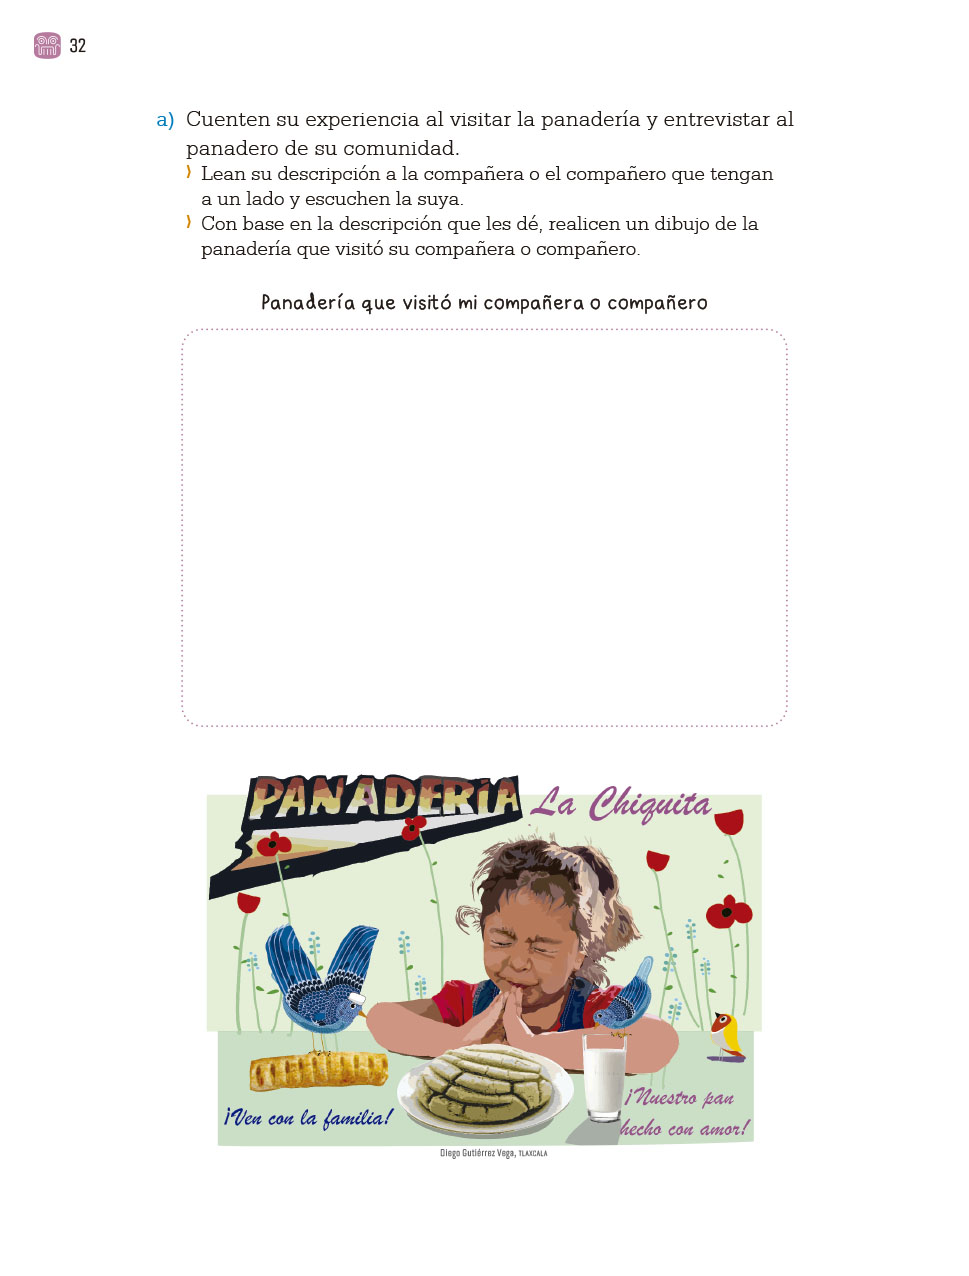 32
a) Cuenten su experiencia al visitar la panadería y entrevistar al
panadero de su comunidad.
⟩ Lean su descripción a la compañera o el compañero que tengan
a un lado y escuchen la suya.
⟩ Con base en la descripción que les dé, realicen un dibujo de la
panadería que visitó su compañera o compañero.
Panadería que visitó mi compañera o compañero
PANADERÍA La Chiquita
¡Ven con la familia!
¡Nuestro pan
hecho con amor!
Diego Gutiérrez Vega, TLAXCALA